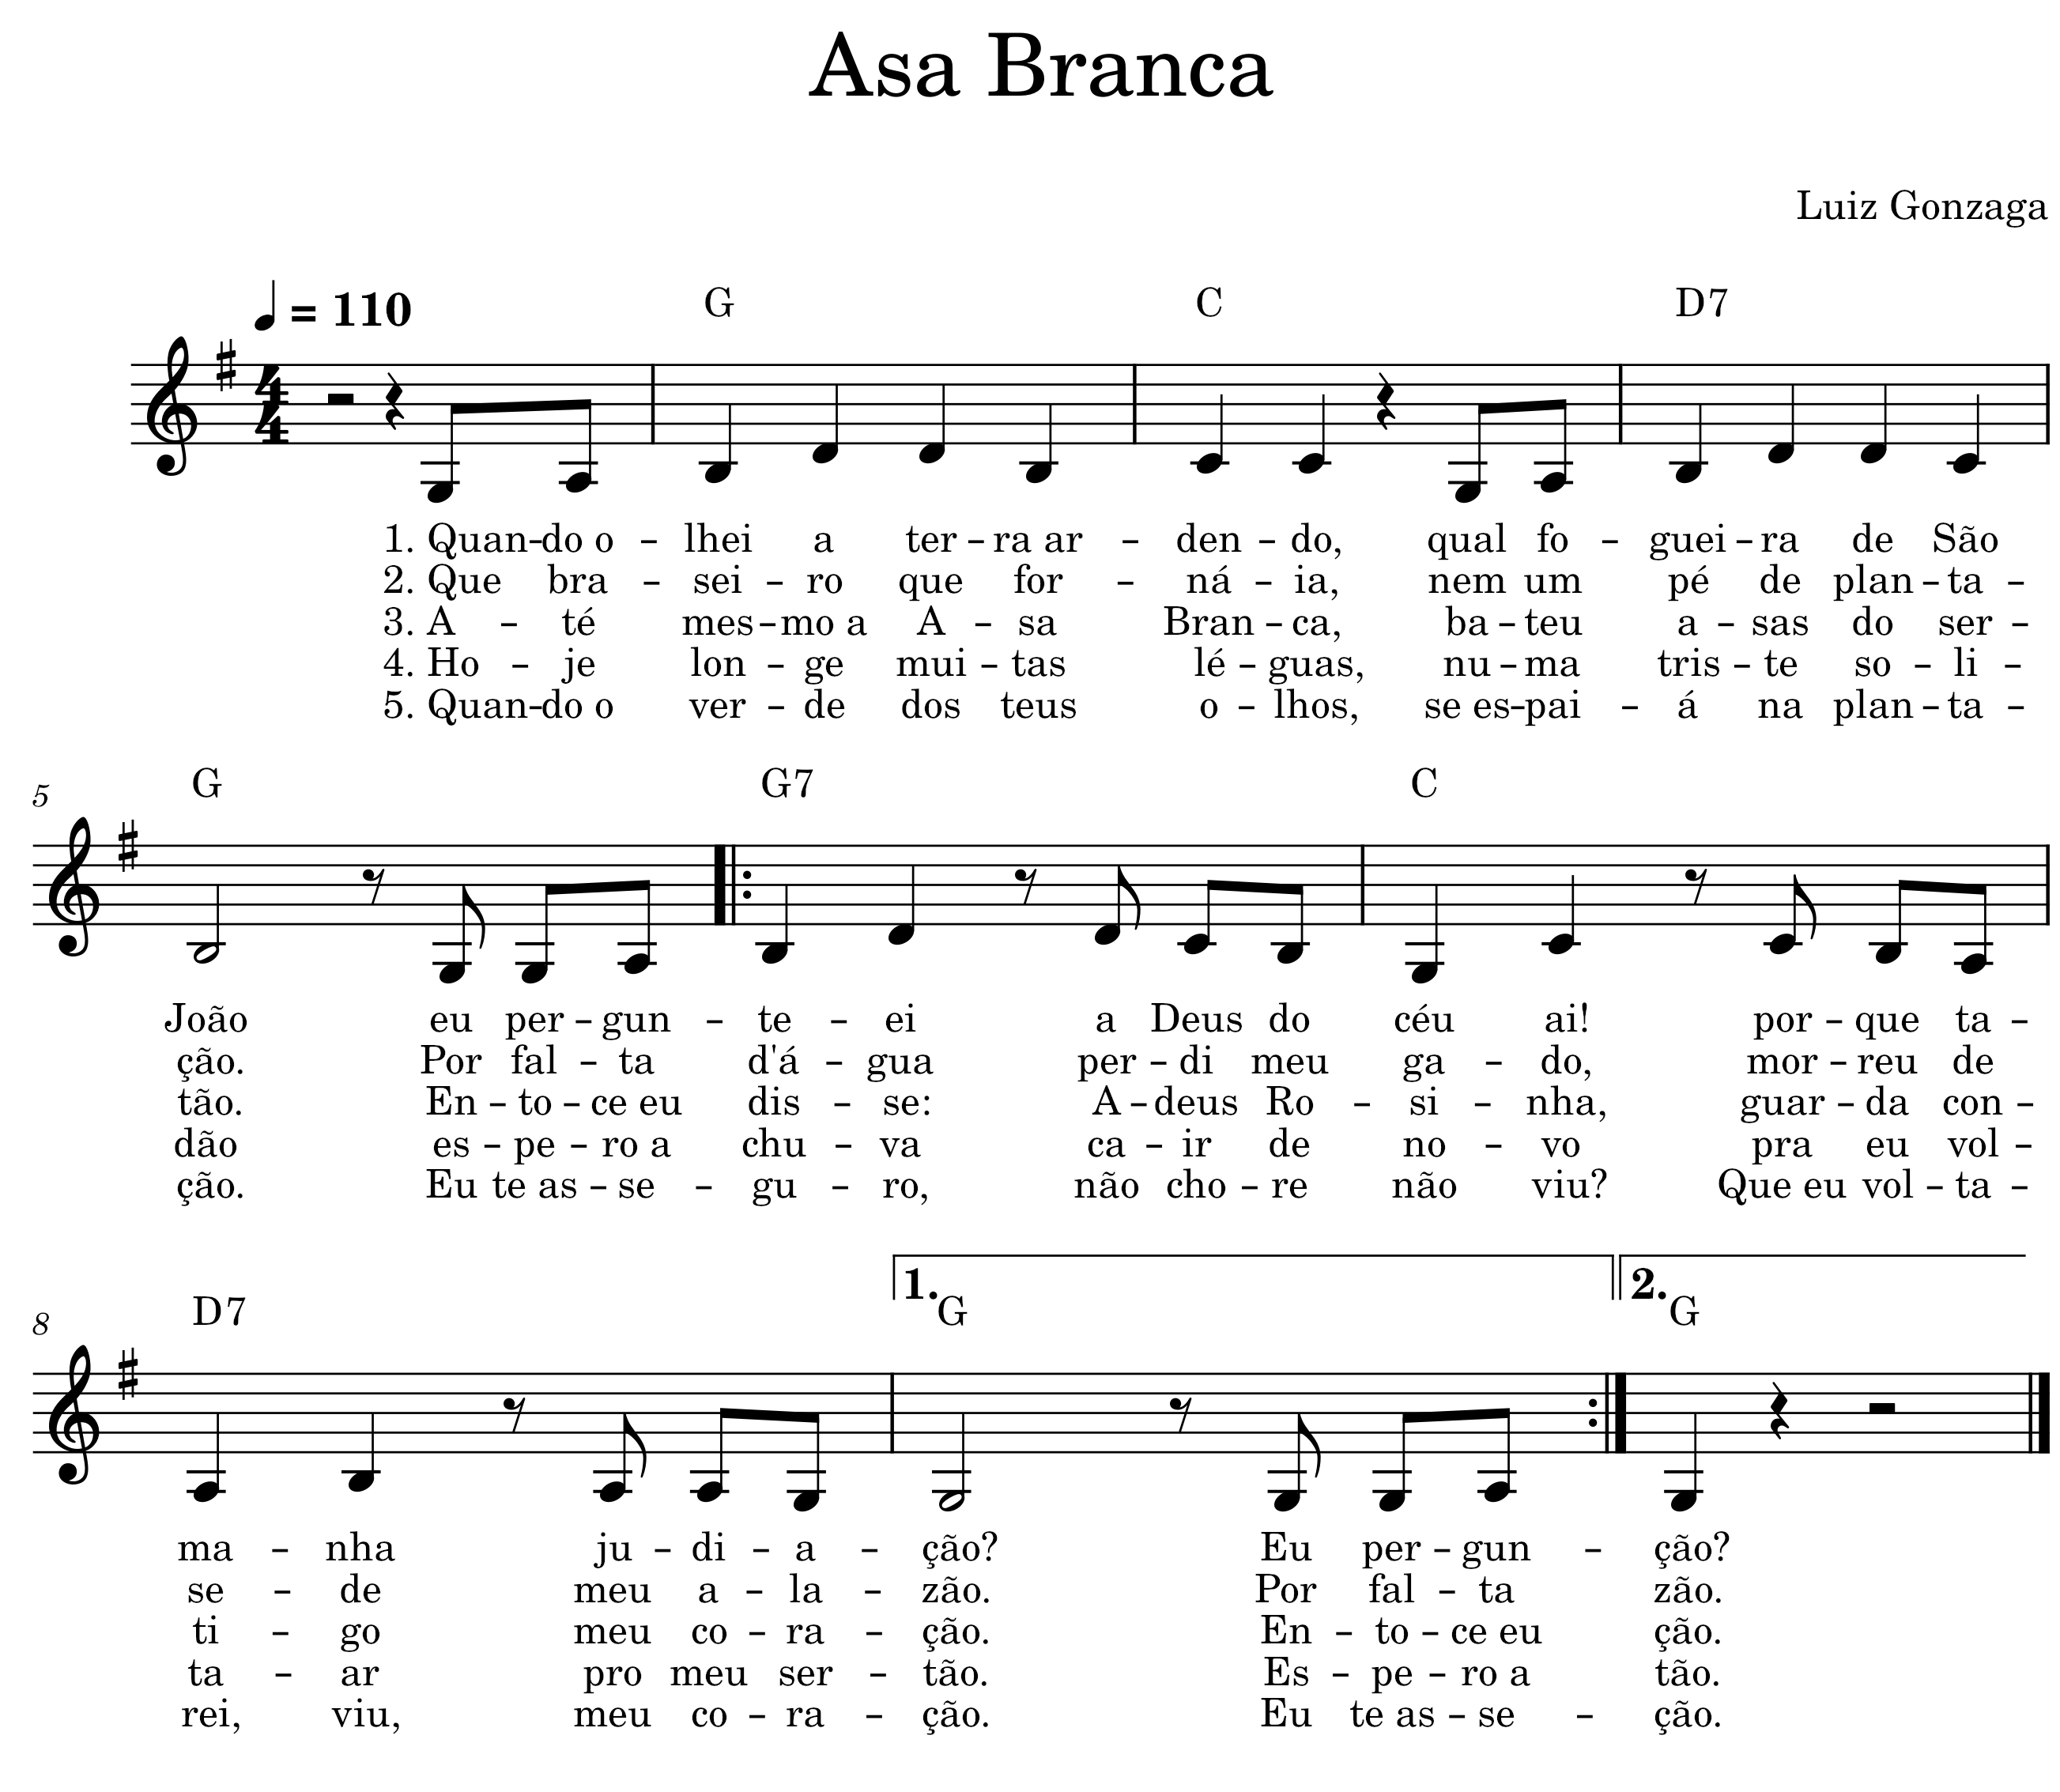 Asa Branca
Luiz Gonzaga
= 110
G C D7
1. Quan-do o - lhei a ter - ra ar - den - do, qual fo - guei - ra de São
2. Que bra - sei - ro que for - ná - ia, nem um pé de plan - ta -
3. A - té mes - mo a A - sa Bran - ca, ba - teu a - sas do ser -
4. Ho - je lon - ge mui - tas lé - guas, nu - ma tris - te so - li -
5. Quan-do o ver - de dos teus o - lhos, se es-pai - á na plan - ta -
5 G G7 C
João eu per - gun - te - ei a Deus do céu ai! por - que ta -
ção. Por fal - ta d'á - gua per - di meu ga - do, mor - reu de
tão. En - to - ce eu dis - se: A - deus Ro - si - nha, guar - da con -
dão es - pe - ro a chu - va ca - ir de no - vo pra eu vol -
ção. Eu te as - se - gu - ro, não cho - re não viu? Que eu vol - ta -
1. 2.
8 D7 G G
ma - nha ju - di - a - ção? Eu per - gun - ção?
se - de meu a - la - zão. Por fal - ta zão.
ti - go meu co - ra - ção. En - to - ce eu ção.
ta - ar pro meu ser - tão. Es - pe - ro a tão.
rei, viu, meu co - ra - ção. Eu te as - se - ção.